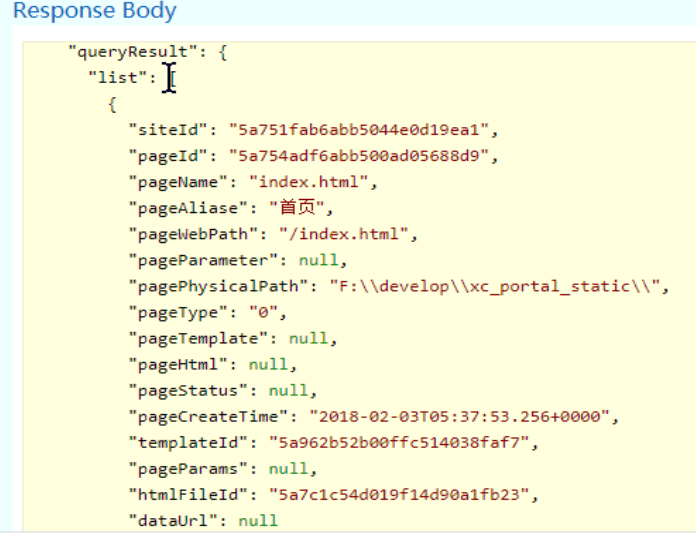 Response Body
"queryResult": {
"list": [
{
"siteId": "5a751fab6abb5044e0d19ea1",
"pageId": "5a754adf6abb500ad05688d9",
"pageName": "index.html",
"pageAliase": "首页",
"pageWebPath": "/index.html",
"pageParameter": null,
"pagePhysicalPath": "F:\\develop\\xc_portal_static\\",
"pageType": "0",
"pageTemplate": null,
"pageHtml": null,
"pageStatus": null,
"pageCreateTime": "2018-02-03T05:37:53.256+0000",
"templateId": "5a962b52b00ffc514038faf7",
"pageParams": null,
"htmlFileId": "5a7c1c54d019f14d90a1fb23",
"dataUrl": null